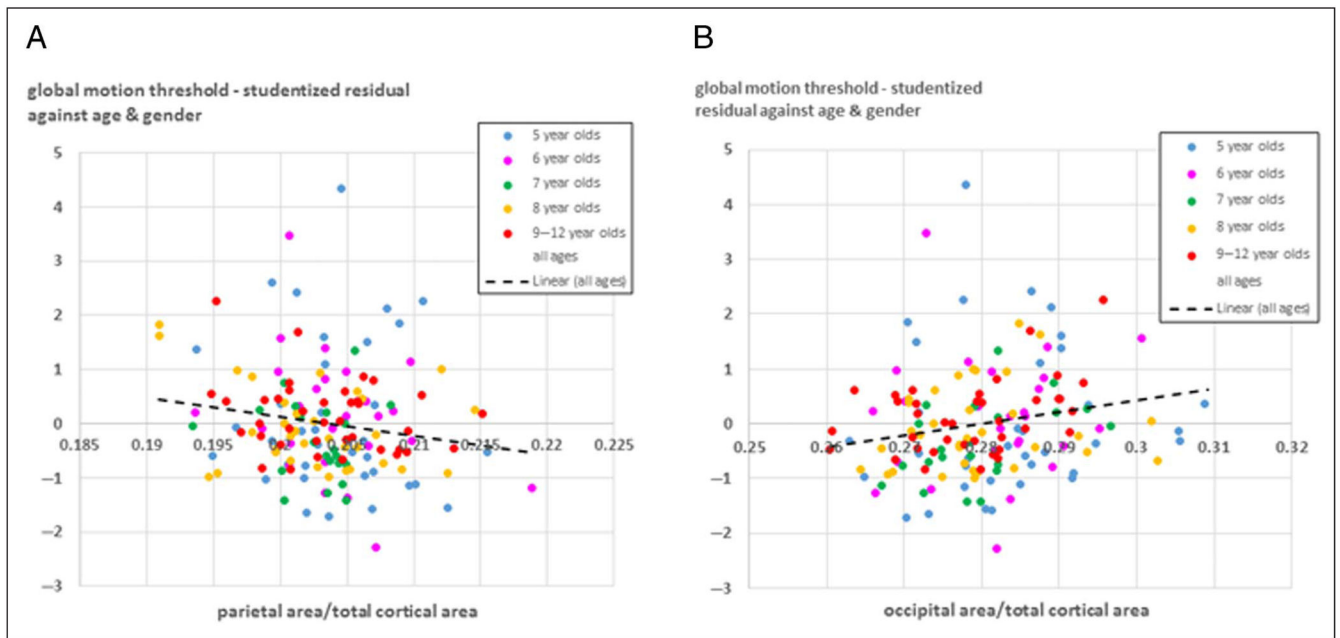 A
global motion threshold - studentized residual
against age & gender
5 year olds
6 year olds
7 year olds
8 year olds
9–12 year olds
all ages
Linear (all ages)
5
4
3
2
1
0
−1
−2
−3
0.185
0.19
0.195
0.2
0.205
0.21
0.215
0.22
0.225
parietal area/total cortical area
B
global motion threshold - studentized
residual against age & gender
5 year olds
6 year olds
7 year olds
8 year olds
9–12 year olds
all ages
Linear (all ages)
5
4
3
2
1
0
−1
−2
−3
0.25
0.26
0.27
0.28
0.29
0.3
0.31
0.32
occipital area/total cortical area